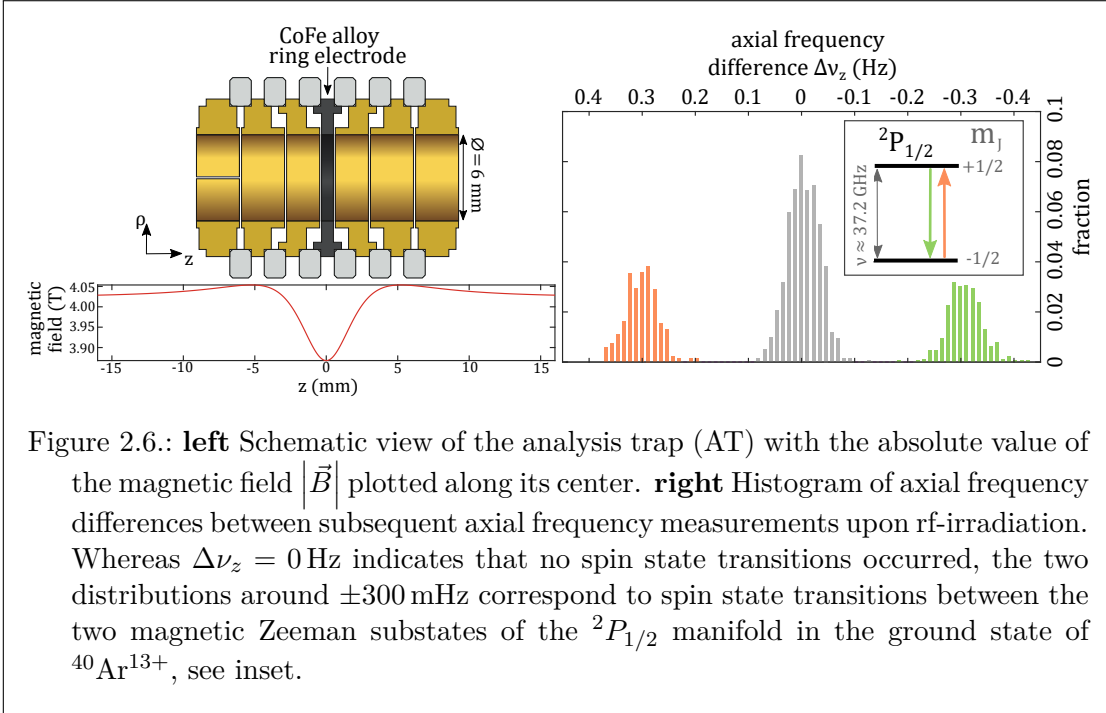 CoFe alloy
ring electrode
Ø=6 mm
ρ
z
magnetic
field (T)
4.05
4.00
3.95
3.90
-15 -10 -5 0 5 10 15
z (mm)
axial frequency
difference Δν_z (Hz)
0.4 0.3 0.2 0.1 0 -0.1 -0.2 -0.3 -0.4
0.1
0.08
0.06
0.04
0.02
0
fraction
²P₁/₂ m_J
+1/2
ν ≈ 37.2 GHz
-1/2
Figure 2.6.: left Schematic view of the analysis trap (AT) with the absolute value of
the magnetic field |B⃗| plotted along its center. right Histogram of axial frequency
differences between subsequent axial frequency measurements upon rf-irradiation.
Whereas Δν_z = 0 Hz indicates that no spin state transitions occurred, the two
distributions around ±300 mHz correspond to spin state transitions between the
two magnetic Zeeman substates of the ²P₁/₂ manifold in the ground state of
⁴⁰Ar¹³⁺, see inset.